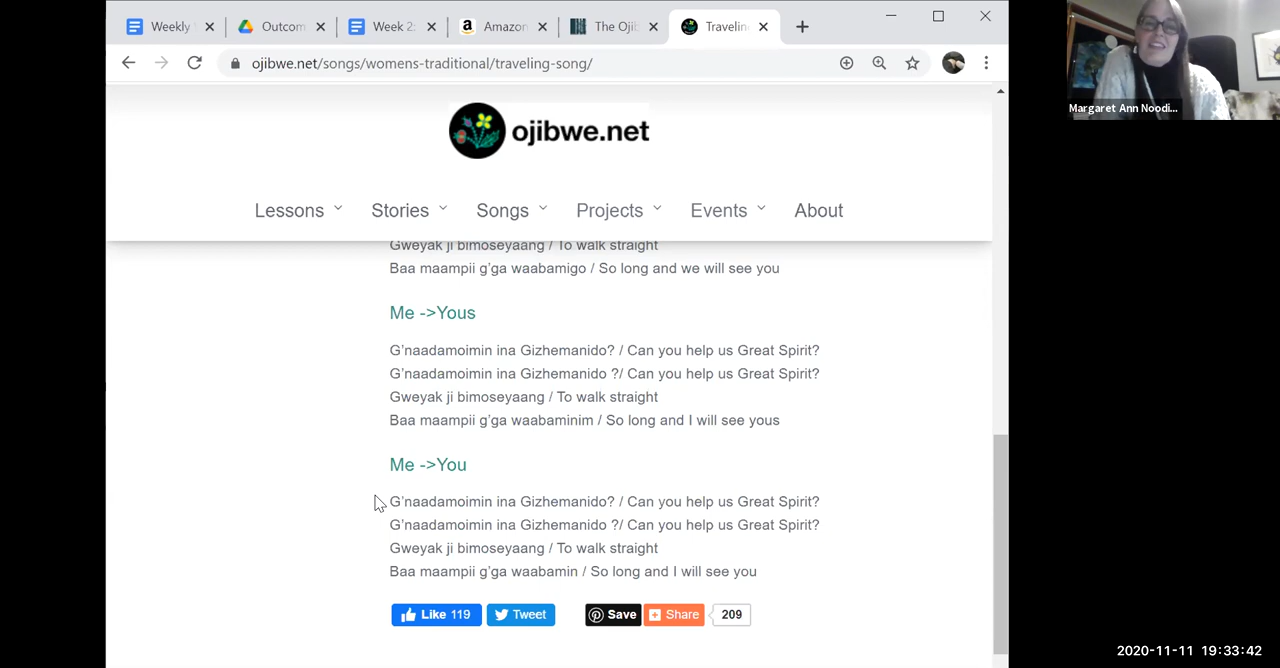 Weekly
Outcom
Week 2:
Amazon
The Ojib
Travelin
ojibwe.net/songs/womens-traditional/traveling-song/
Margaret Ann Noodi...
ojibwe.net
Lessons Stories Songs Projects Events About
Gweyak ji bimoseyaang / To walk straight
Baa maampii g'ga waabamigo / So long and we will see you
Me ->Yous
G'naadamoimin ina Gizhemanido? / Can you help us Great Spirit?
G'naadamoimin ina Gizhemanido ?/ Can you help us Great Spirit?
Gweyak ji bimoseyaang / To walk straight
Baa maampii g'ga waabaminim / So long and I will see yous
Me ->You
G'naadamoimin ina Gizhemanido? / Can you help us Great Spirit?
G'naadamoimin ina Gizhemanido ?/ Can you help us Great Spirit?
Gweyak ji bimoseyaang / To walk straight
Baa maampii g'ga waabamin / So long and I will see you
Like 119 Tweet Save Share 209
2020-11-11 19:33:42